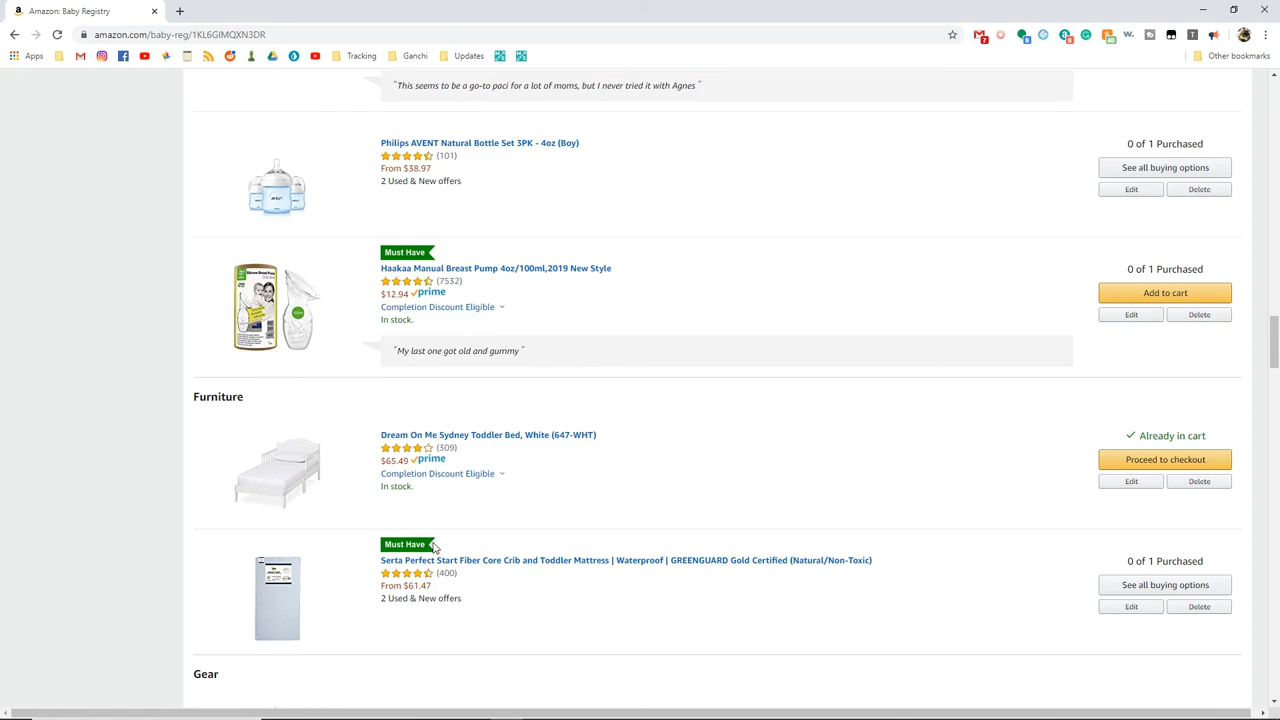 Amazon: Baby Registry
amazon.com/baby-reg/1KL6GIMQXN3DR
Apps
Tracking
Ganchi
Updates
Other bookmarks
"This seems to be a go-to paci for a lot of moms, but I never tried it with Agnes"
Philips AVENT Natural Bottle Set 3PK - 4oz (Boy)
(101)
From $38.97
2 Used & New offers
0 of 1 Purchased
See all buying options
Edit
Delete
Must Have
Haakaa Manual Breast Pump 4oz/100ml,2019 New Style
(7532)
$12.94 prime
Completion Discount Eligible
In stock.
0 of 1 Purchased
Add to cart
Edit
Delete
"My last one got old and gummy"
Furniture
Dream On Me Sydney Toddler Bed, White (647-WHT)
(309)
$65.49 prime
Completion Discount Eligible
In stock.
Already in cart
Proceed to checkout
Edit
Delete
Must Have
Serta Perfect Start Fiber Core Crib and Toddler Mattress | Waterproof | GREENGUARD Gold Certified (Natural/Non-Toxic)
(400)
From $61.47
2 Used & New offers
0 of 1 Purchased
See all buying options
Edit
Delete
Gear